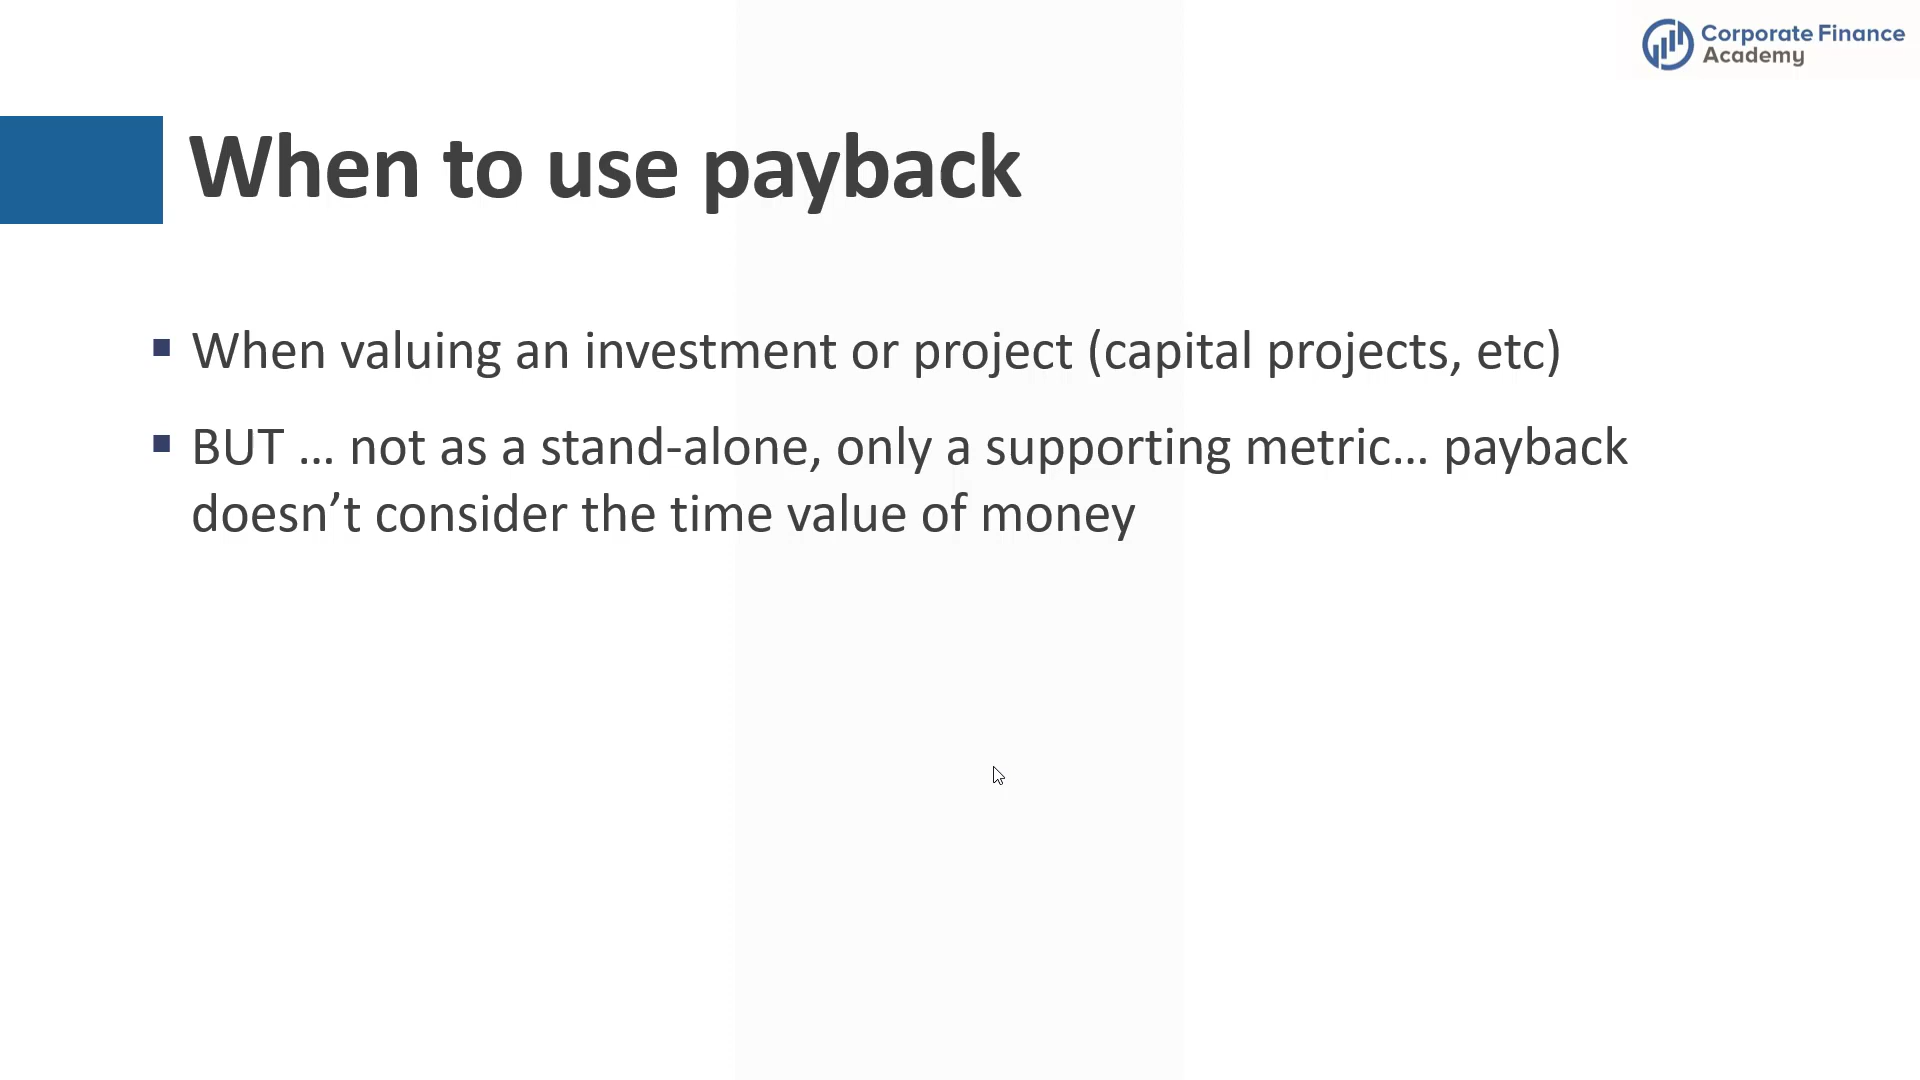 Corporate Finance
Academy
When to use payback
▪ When valuing an investment or project (capital projects, etc)
▪ BUT … not as a stand-alone, only a supporting metric… payback
doesn’t consider the time value of money